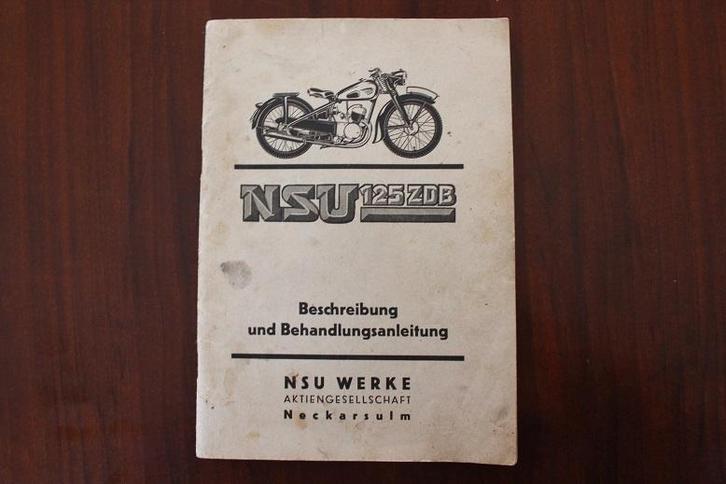 NSU 125 ZDB
Beschreibung
und Behandlungsanleitung
NSU WERKE
AKTIENGESELLSCHAFT
Neckarsulm